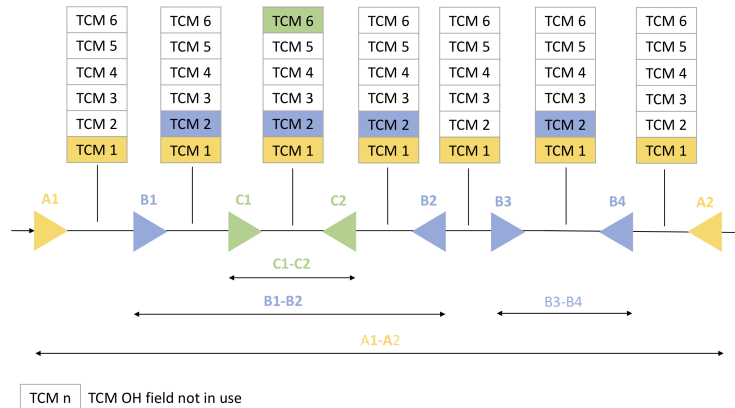 TCM 6 TCM 6 TCM 6 TCM 6 TCM 6 TCM 6 TCM 6
TCM 5 TCM 5 TCM 5 TCM 5 TCM 5 TCM 5 TCM 5
TCM 4 TCM 4 TCM 4 TCM 4 TCM 4 TCM 4 TCM 4
TCM 3 TCM 3 TCM 3 TCM 3 TCM 3 TCM 3 TCM 3
TCM 2 TCM 2 TCM 2 TCM 2 TCM 2 TCM 2 TCM 2
TCM 1 TCM 1 TCM 1 TCM 1 TCM 1 TCM 1 TCM 1
A1 B1 C1 C2 B2 B3 B4 A2
C1-C2
B1-B2 B3-B4
A1-A2
TCM n TCM OH field not in use